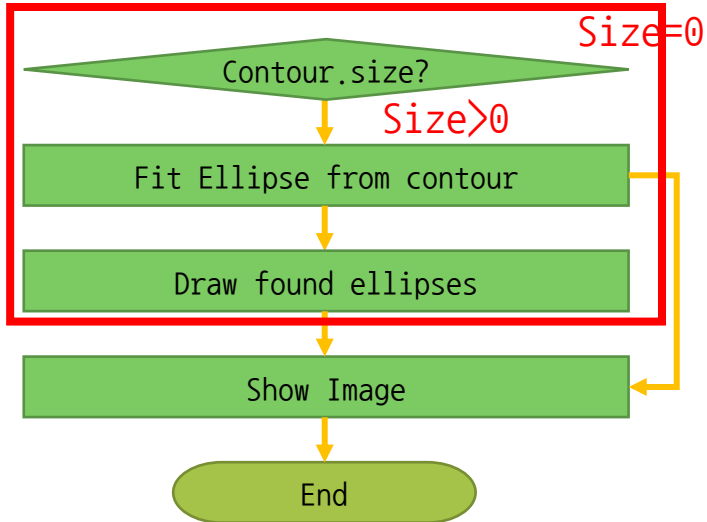 Size=0
Contour.size?
Size>0
Fit Ellipse from contour
Draw found ellipses
Show Image
End